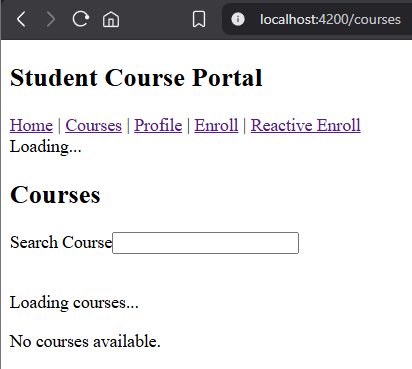 localhost:4200/courses
Student Course Portal
Home | Courses | Profile | Enroll | Reactive Enroll
Loading...
Courses
Search Course
Loading courses...
No courses available.